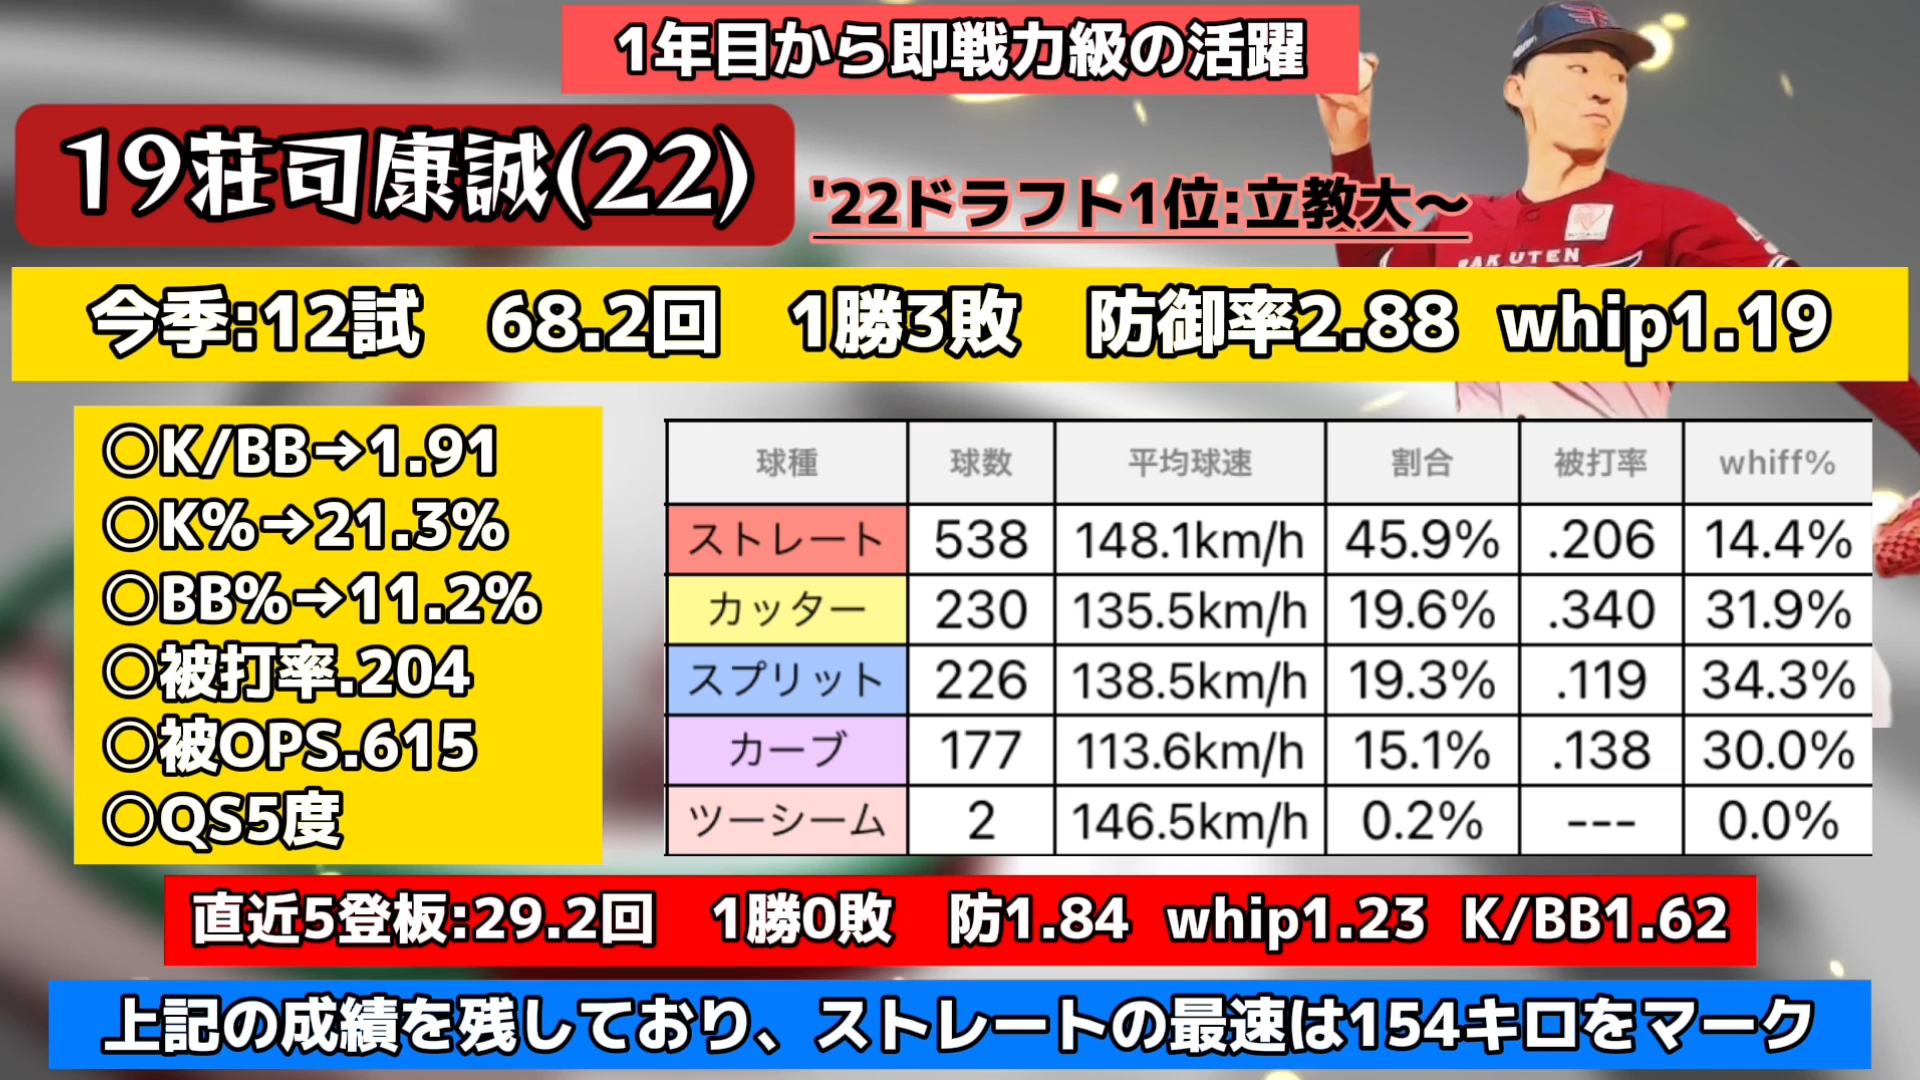 1年目から即戦力級の活躍
19荘司康誠(22)
'22ドラフト1位:立教大～
RAKUTEN
今季:12試 68.2回 1勝3敗 防御率2.88 whip1.19
○K/BB→1.91
○K%→21.3%
○BB%→11.2%
○被打率.204
○被OPS.615
○QS5度
球種 球数 平均球速 割合 被打率 whiff%
ストレート 538 148.1km/h 45.9% .206 14.4%
カッター 230 135.5km/h 19.6% .340 31.9%
スプリット 226 138.5km/h 19.3% .119 34.3%
カーブ 177 113.6km/h 15.1% .138 30.0%
ツーシーム 2 146.5km/h 0.2% --- 0.0%
直近5登板:29.2回 1勝0敗 防1.84 whip1.23 K/BB1.62
上記の成績を残しており、ストレートの最速は154キロをマーク